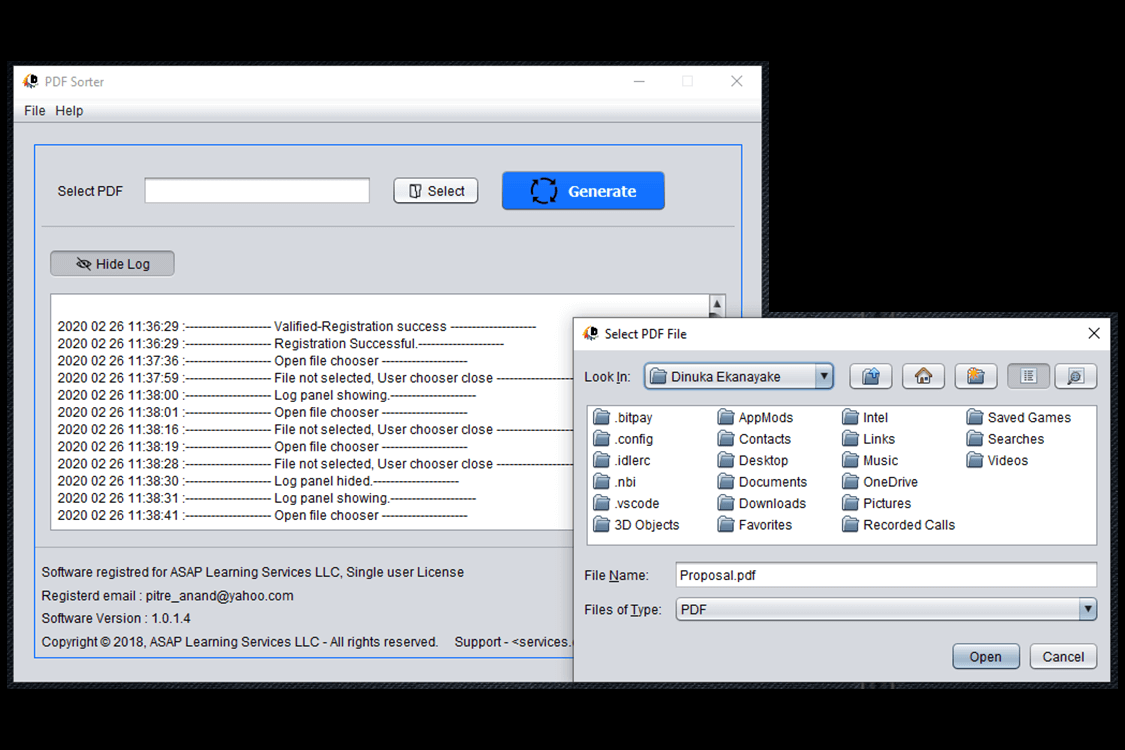 PDF Sorter
File Help
Select PDF
Select
Generate
Hide Log
2020 02 26 11:36:29 :-------------------- Valified-Registration success --------------------
2020 02 26 11:36:29 :-------------------- Registration Successful.--------------------
2020 02 26 11:37:36 :-------------------- Open file chooser --------------------
2020 02 26 11:37:59 :-------------------- File not selected, User chooser close --------------------
2020 02 26 11:38:00 :-------------------- Log panel showing.--------------------
2020 02 26 11:38:01 :-------------------- Open file chooser --------------------
2020 02 26 11:38:16 :-------------------- File not selected, User chooser close --------------------
2020 02 26 11:38:19 :-------------------- Open file chooser --------------------
2020 02 26 11:38:28 :-------------------- File not selected, User chooser close --------------------
2020 02 26 11:38:30 :-------------------- Log panel hided.--------------------
2020 02 26 11:38:31 :-------------------- Log panel showing.--------------------
2020 02 26 11:38:41 :-------------------- Open file chooser --------------------
Software registred for ASAP Learning Services LLC, Single user License
Registerd email : pitre_anand@yahoo.com
Software Version : 1.0.1.4
Copyright © 2018, ASAP Learning Services LLC - All rights reserved. Support - <services.
Select PDF File
Look In: Dinuka Ekanayake
.bitpay AppMods Intel Saved Games
.config Contacts Links Searches
.idlerc Desktop Music Videos
.nbi Documents OneDrive
.vscode Downloads Pictures
3D Objects Favorites Recorded Calls
File Name: Proposal.pdf
Files of Type: PDF
Open Cancel